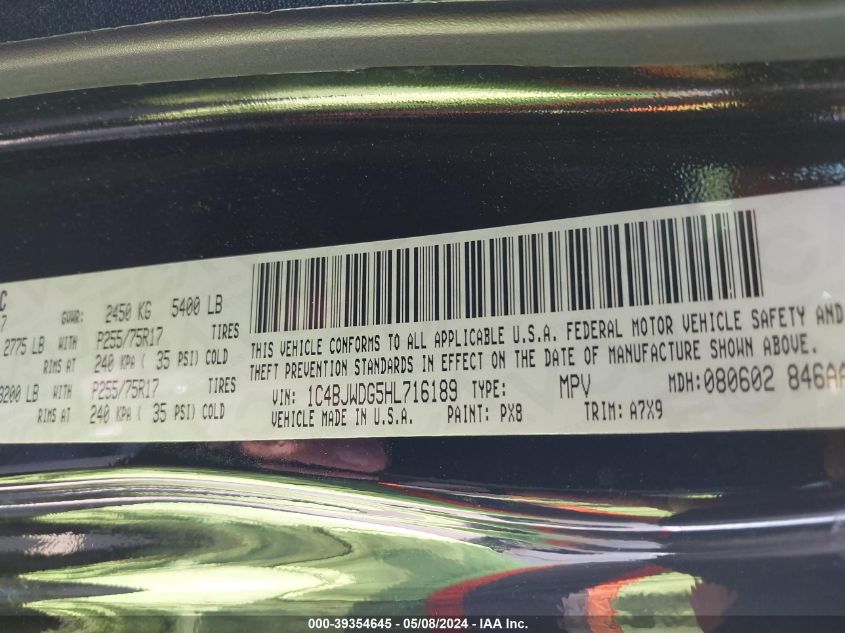 C
7
GVWR: 2450 KG 5400 LB
2775 LB WITH P255/75R17 TIRES
RIMS AT 240 KPA ( 35 PSI) COLD
3200 LB WITH P255/75R17 TIRES
RIMS AT 240 KPA ( 35 PSI) COLD
THIS VEHICLE CONFORMS TO ALL APPLICABLE U.S.A. FEDERAL MOTOR VEHICLE SAFETY AND
THEFT PREVENTION STANDARDS IN EFFECT ON THE DATE OF MANUFACTURE SHOWN ABOVE.
VIN: 1C4BJWDG5HL716189 TYPE: MPV MDH:080602 846AA
VEHICLE MADE IN U.S.A. PAINT: PX8 TRIM: A7X9
000-39354645 - 05/08/2024 - IAA Inc.